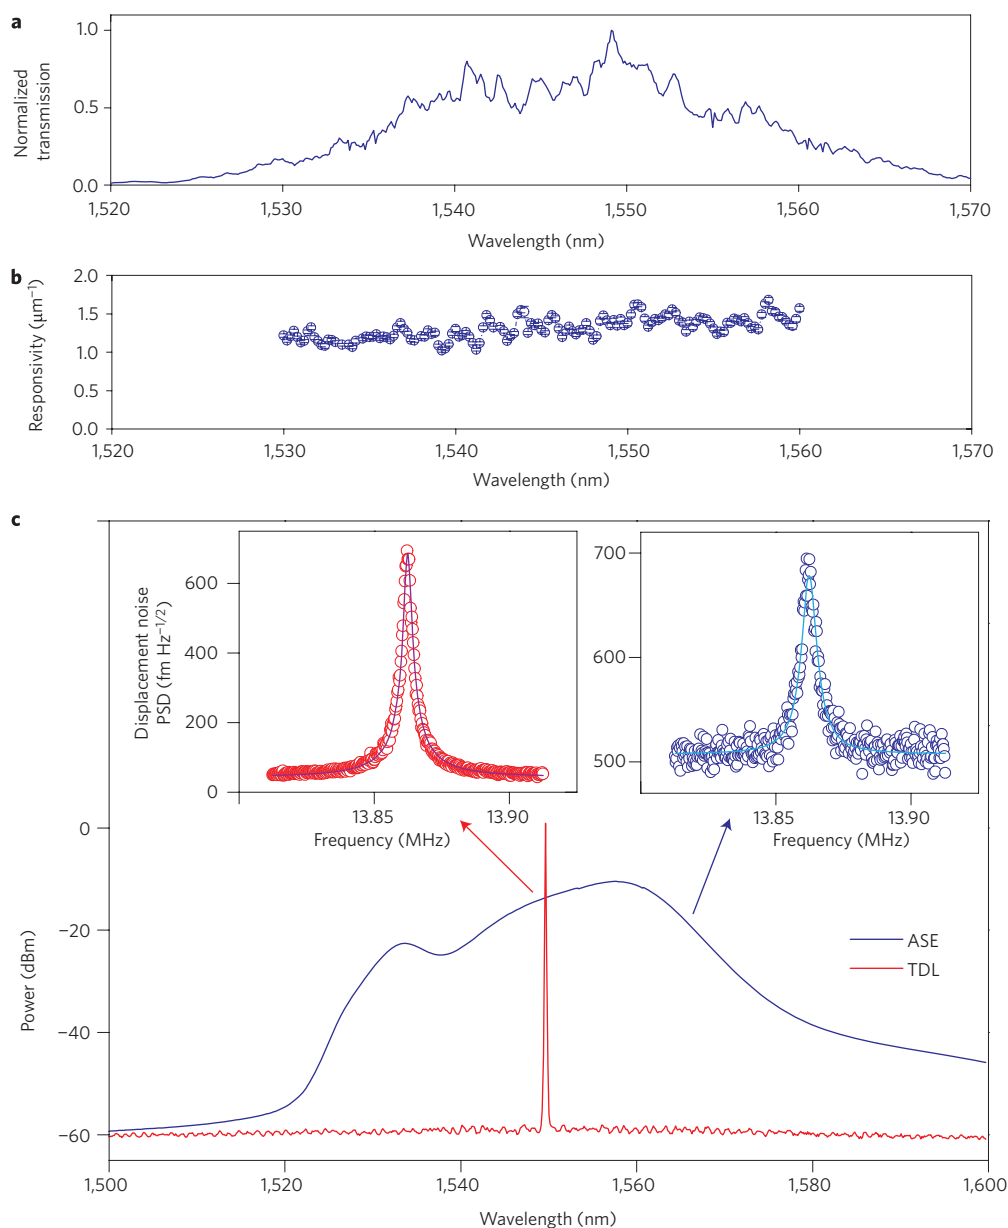 a
Normalized
transmission
1.0
0.5
0.0
1,520 1,530 1,540 1,550 1,560 1,570
Wavelength (nm)
b
Responsivity (μm⁻¹)
2.0
1.5
1.0
0.5
0.0
1,520 1,530 1,540 1,550 1,560 1,570
Wavelength (nm)
c
Displacement noise
PSD (fm Hz⁻¹/²)
600
400
200
0
13.85 13.90
Frequency (MHz)
700
600
500
13.85 13.90
Frequency (MHz)
Power (dBm)
0
−20
−40
−60
ASE
TDL
1,500 1,520 1,540 1,560 1,580 1,600
Wavelength (nm)